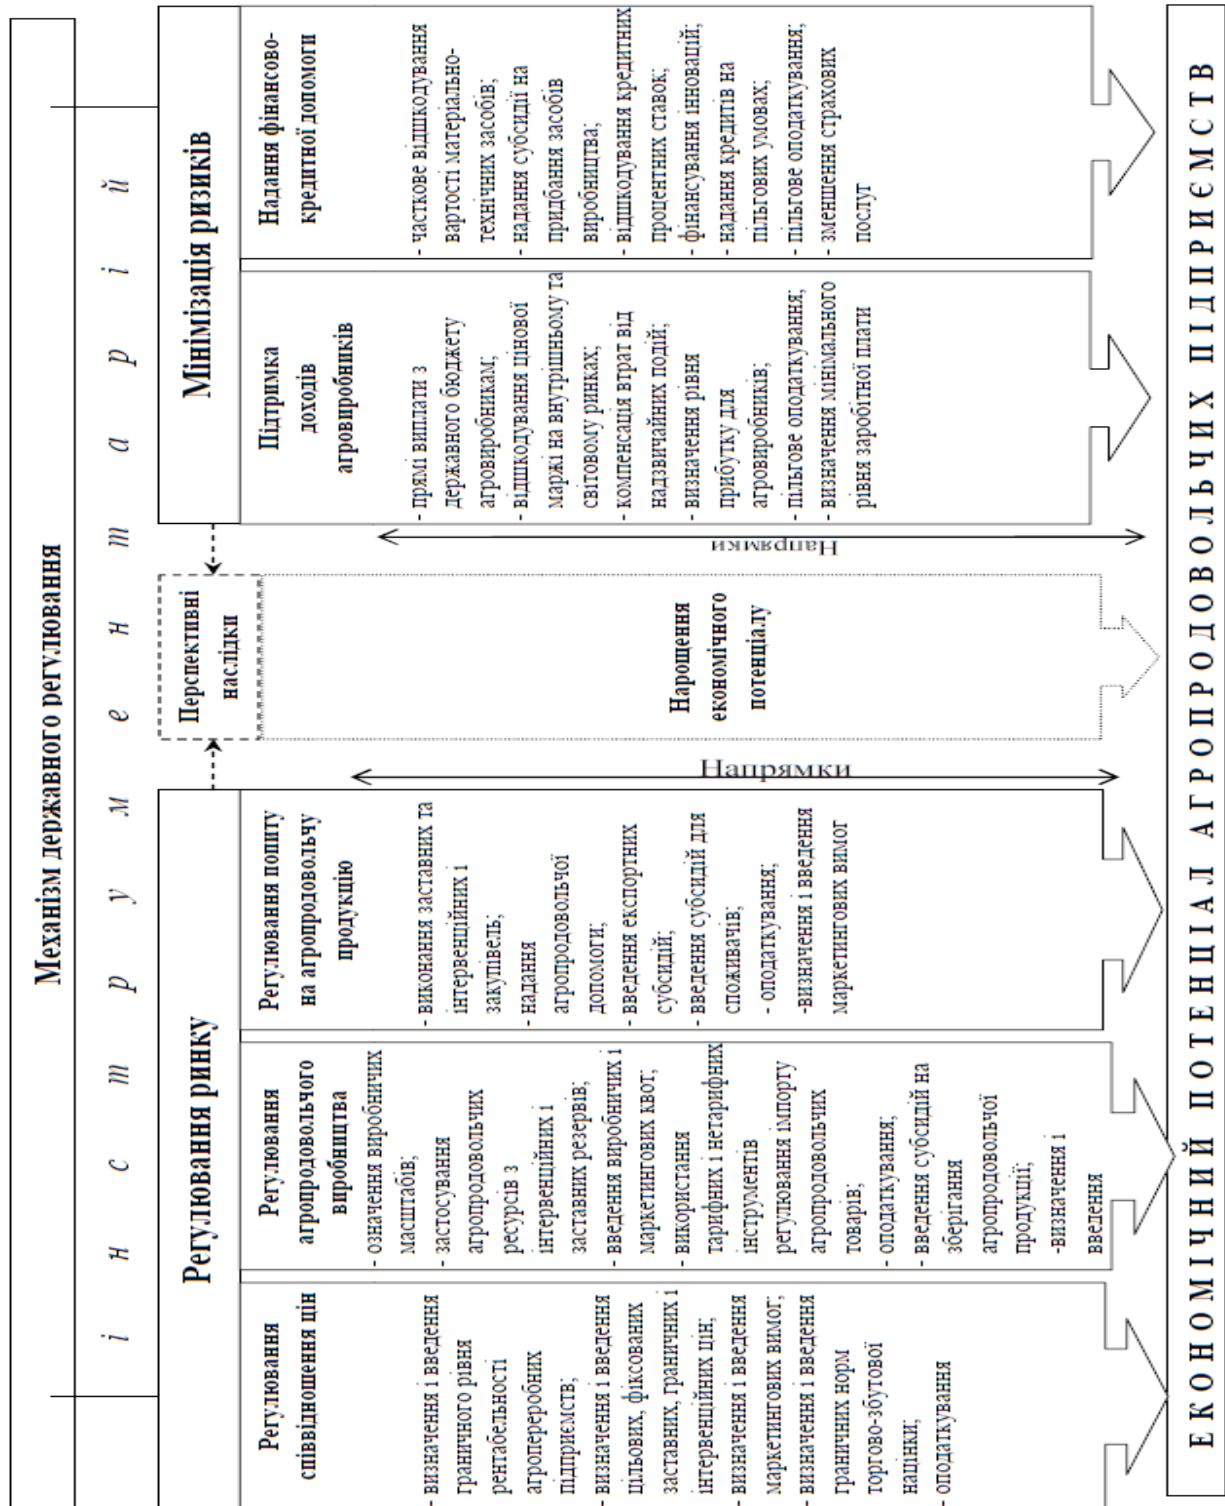 Механізм державного регулювання
інструментарій
Регулювання ринку
Перспективні
наслідки
Мінімізація ризиків
Регулювання
співвідношення цін
- визначення і введення
граничного рівня
рентабельності
агропереробних
підприємств;
- визначення і введення
цільових, фіксованих
заставних, граничних і
інтервенційних цін;
- визначення і введення
маркетингових вимог;
- визначення і введення
граничних норм
торгово-збутової
націнки;
- оподаткування
Регулювання
агропродовольчого
виробництва
- означення виробничих
масштабів;
- застосування
агропродовольчих
ресурсів з
інтервенційних і
заставних резервів;
- введення виробничих і
маркетингових квот;
- використання
тарифних і нетарифних
інструментів
регулювання імпорту
агропродовольчих
товарів;
- оподаткування;
- введення субсидій на
зберігання
агропродовольчої
продукції;
-визначення і
введення
Регулювання попиту
на агропродовольчу
продукцію
- виконання заставних та
інтервенційних і
закупівель;
- надання
агропродовольчої
допомоги;
- введення експортних
субсидій;
- введення субсидій для
споживачів;
- оподаткування;
-визначення і введення
маркетингових вимог
Напрямки
Нарощення
економічного
потенціалу
Напрямки
Підтримка
доходів
агровиробників
- прямі виплати з
державного бюджету
агровиробникам;
- відшкодування цінової
маржі на внутрішньому та
світовому ринках;
- компенсація втрат від
надзвичайних подій;
- визначення рівня
прибутку для
агровиробників;
- пільгове оподаткування;
- визначення мінімального
рівня заробітної плати
Надання фінансово-
кредитної допомоги
- часткове відшкодування
вартості матеріально-
технічних засобів;
- надання субсидії на
придбання засобів
виробництва;
- відшкодування кредитних
процентних ставок;
- фінансування інновацій;
- надання кредитів на
пільгових умовах;
- пільгове оподаткування;
- зменшення страхових
послуг
ЕКОНОМІЧНИЙ ПОТЕНЦІАЛ АГРОПРОДОВОЛЬЧИХ ПІДПРИЄМСТВ